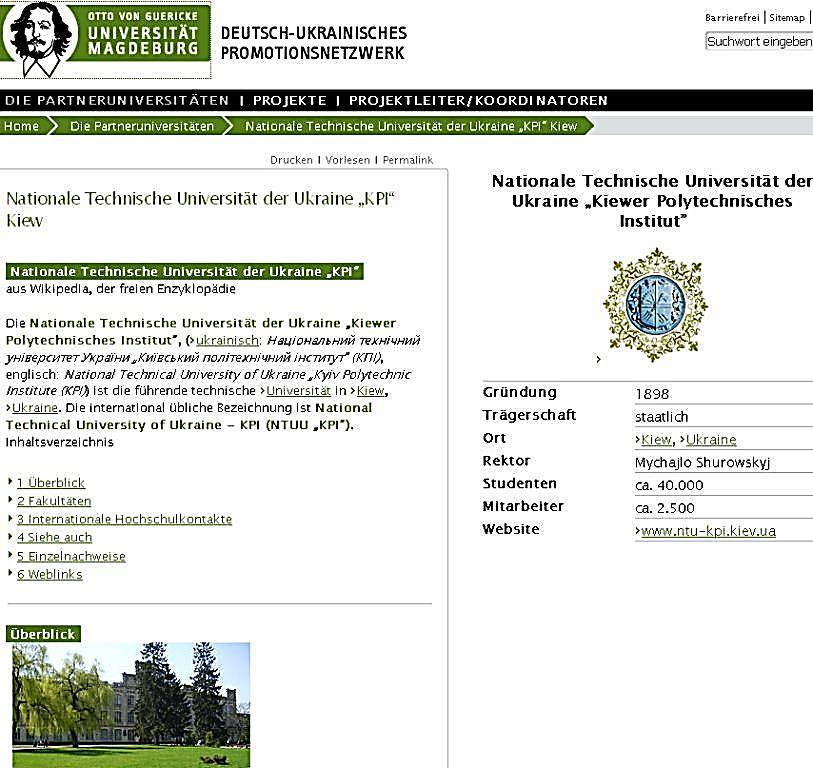 OTTO VON GUERICKE
UNIVERSITÄT
MAGDEBURG
DEUTSCH-UKRAINISCHES
PROMOTIONSNETZWERK
Barrierefrei | Sitemap |
Suchwort eingeben
DIE PARTNERUNIVERSITÄTEN | PROJEKTE | PROJEKTLEITER/KOORDINATOREN
Home Die Partneruniversitäten Nationale Technische Universität der Ukraine „KPI“ Kiew
Drucken | Vorlesen | Permalink
Nationale Technische Universität der Ukraine „KPI“
Kiew
Nationale Technische Universität der Ukraine „KPI“
aus Wikipedia, der freien Enzyklopädie
Die Nationale Technische Universität der Ukraine „Kiewer
Polytechnisches Institut“, (›ukrainisch: Національний технічний
університет України „Київський політехнічний інститут“ (КПІ),
englisch: National Technical University of Ukraine „Kyiv Polytechnic
Institute (KPI)) ist die führende technische ›Universität in ›Kiew,
›Ukraine. Die international übliche Bezeichnung ist National
Technical University of Ukraine – KPI (NTUU „KPI“).
Inhaltsverzeichnis
1 Überblick
2 Fakultäten
3 Internationale Hochschulkontakte
4 Siehe auch
5 Einzelnachweise
6 Weblinks
Überblick
Nationale Technische Universität der
Ukraine „Kiewer Polytechnisches
Institut“
›
Gründung 1898
Trägerschaft staatlich
Ort ›Kiew, ›Ukraine
Rektor Mychajlo Shurowskyj
Studenten ca. 40.000
Mitarbeiter ca. 2.500
Website ›www.ntu-kpi.kiev.ua